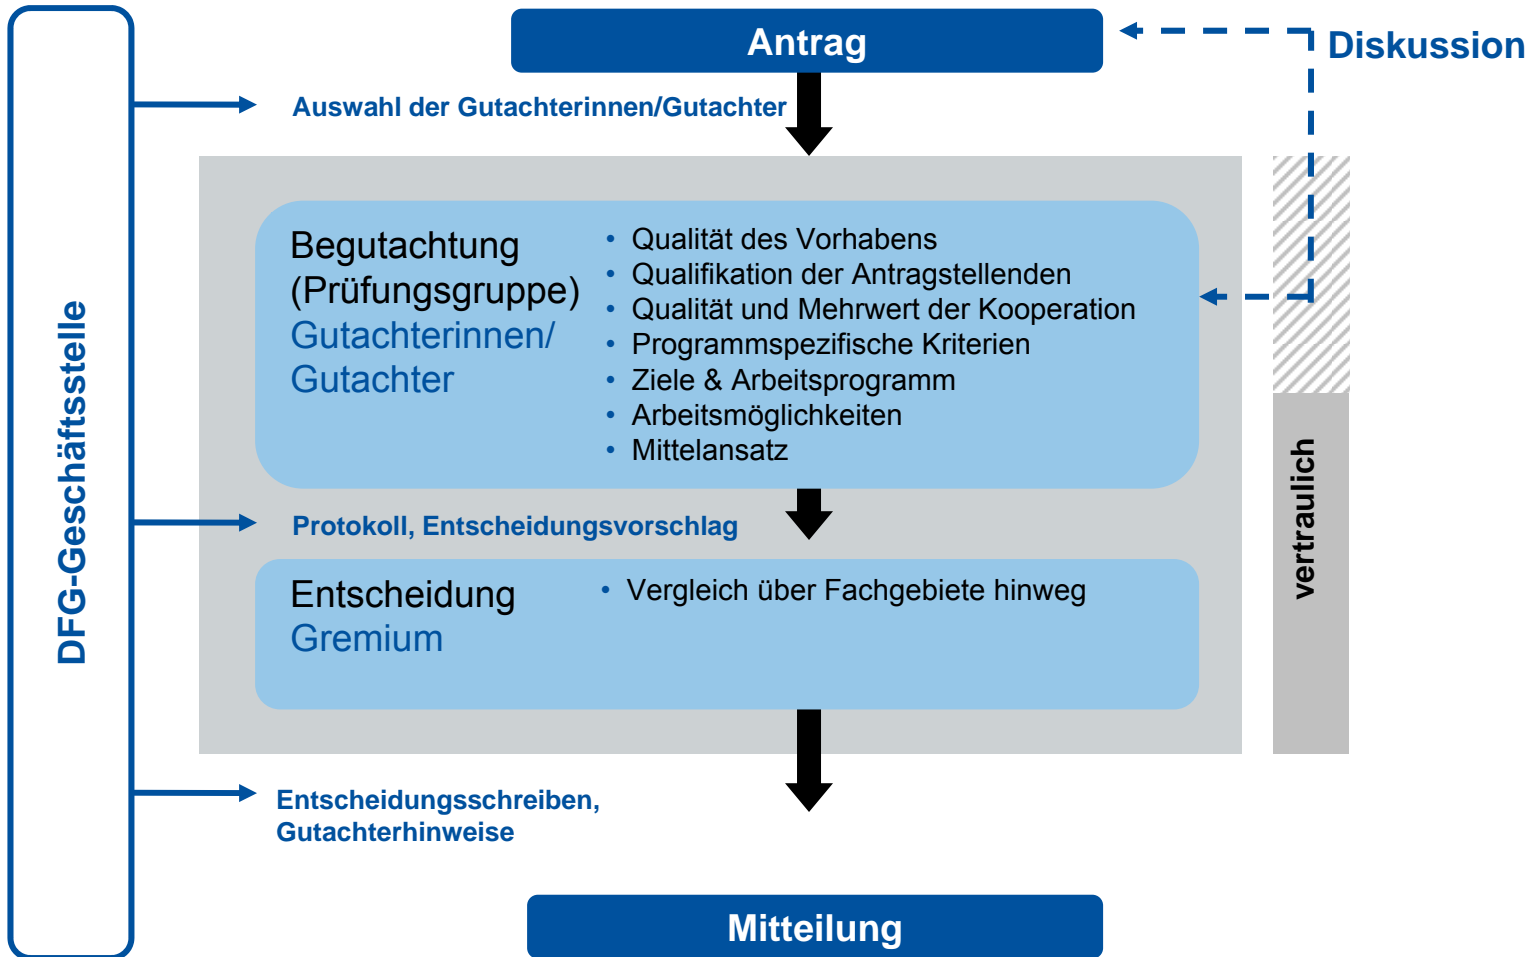 Antrag
Diskussion
Auswahl der Gutachterinnen/Gutachter
DFG-Geschäftsstelle
Begutachtung
(Prüfungsgruppe)
Gutachterinnen/
Gutachter
• Qualität des Vorhabens
• Qualifikation der Antragstellenden
• Qualität und Mehrwert der Kooperation
• Programmspezifische Kriterien
• Ziele & Arbeitsprogramm
• Arbeitsmöglichkeiten
• Mittelansatz
vertraulich
Protokoll, Entscheidungsvorschlag
Entscheidung
Gremium
• Vergleich über Fachgebiete hinweg
Entscheidungsschreiben,
Gutachterhinweise
Mitteilung